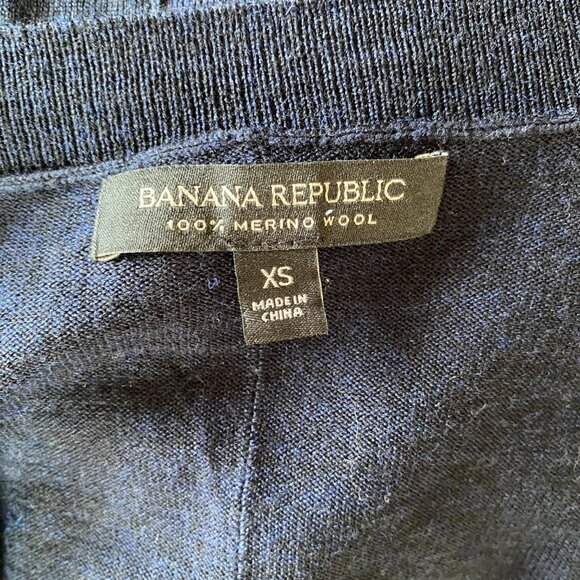 BANANA REPUBLIC
100% MERINO WOOL
XS
MADE IN
CHINA